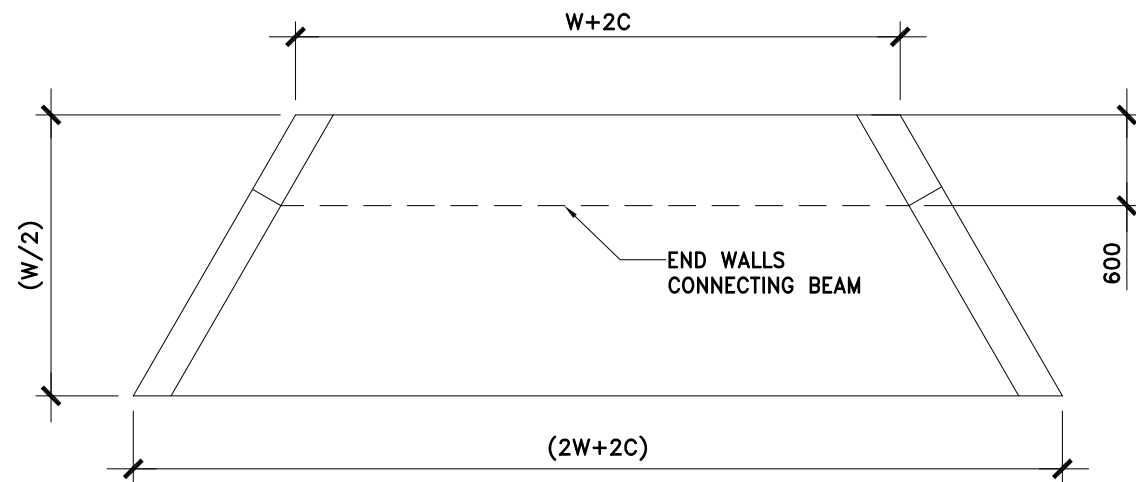 W+2C
(W/2)
END WALLS
CONNECTING BEAM
600
(2W+2C)